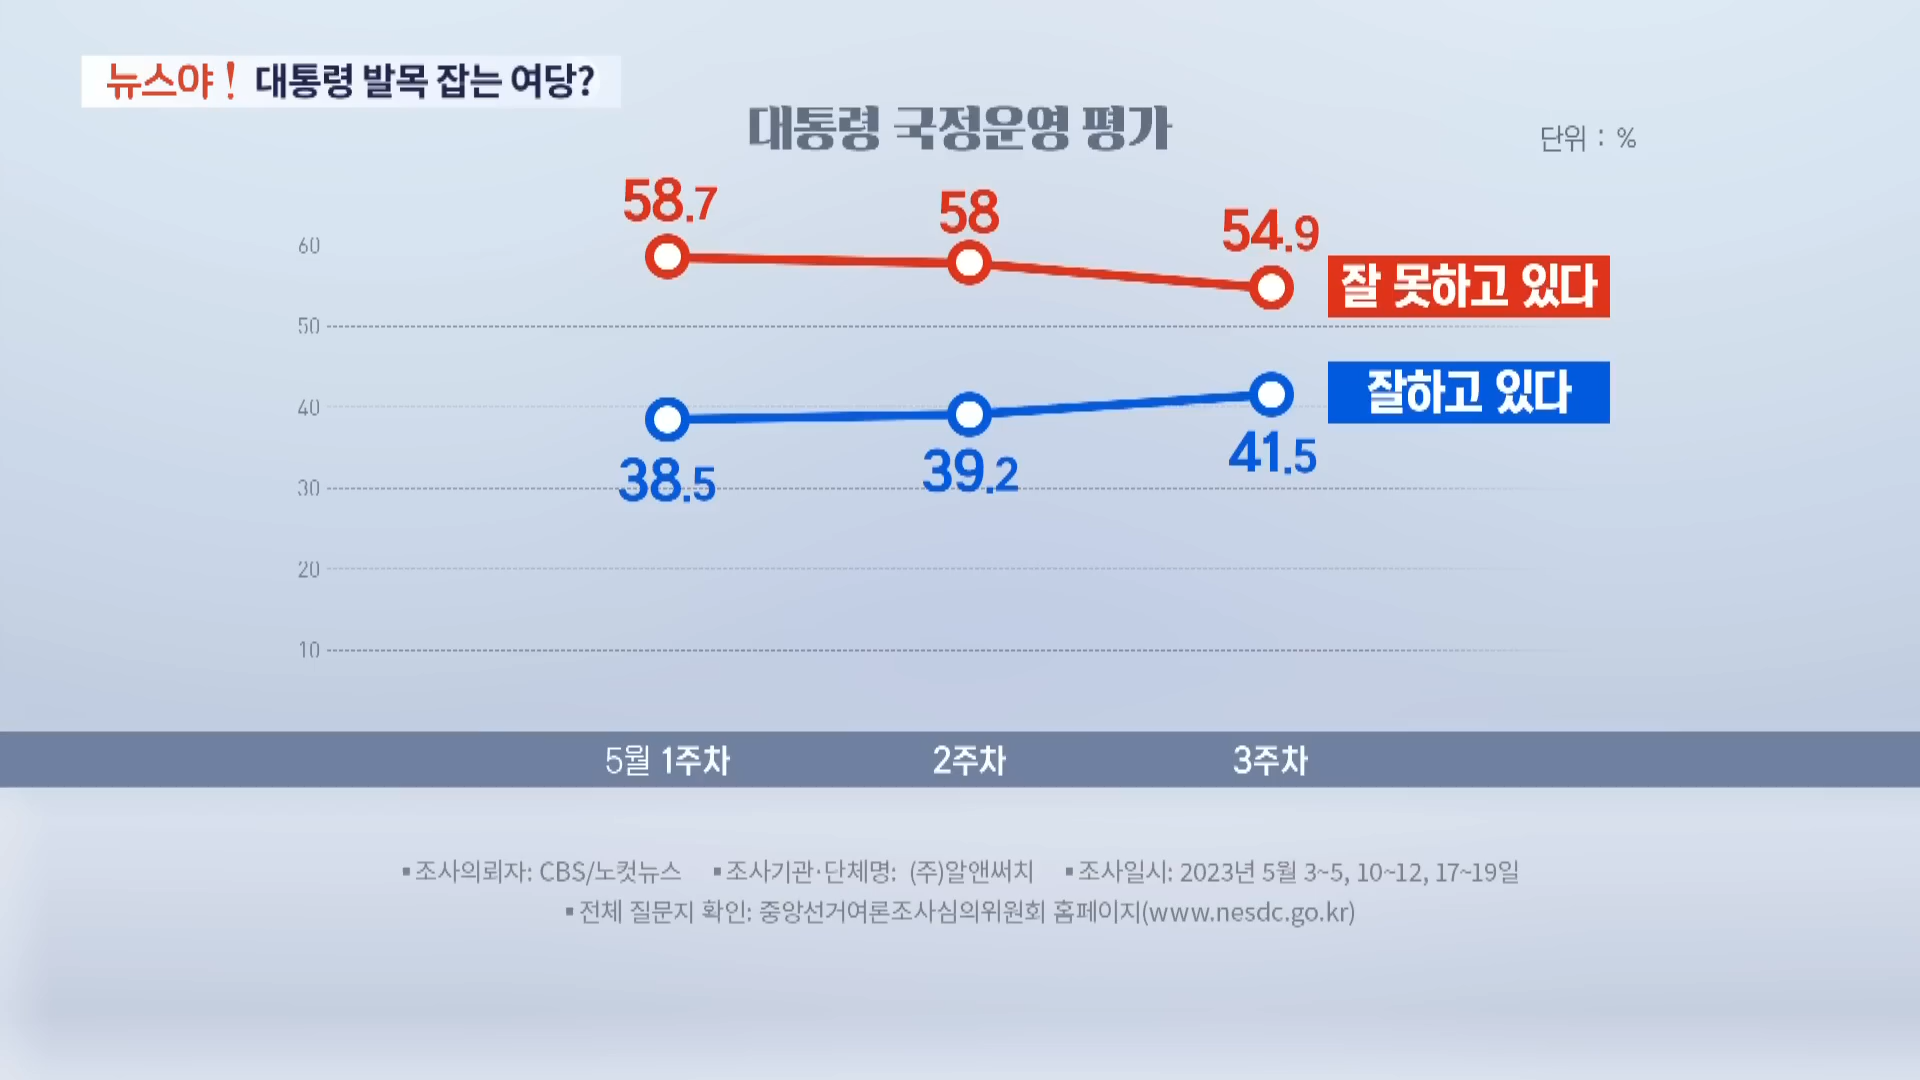 뉴스야! 대통령 발목 잡는 여당?
대통령 국정운영 평가
단위 : %
58.7 58 54.9
60
잘 못하고 있다
50
잘하고 있다
40
38.5 39.2 41.5
30
20
10
5월 1주차 2주차 3주차
▪조사의뢰자: CBS/노컷뉴스 ▪조사기관·단체명: (주)알앤써치 ▪조사일시: 2023년 5월 3~5, 10~12, 17~19일
▪전체 질문지 확인: 중앙선거여론조사심의위원회 홈페이지(www.nesdc.go.kr)